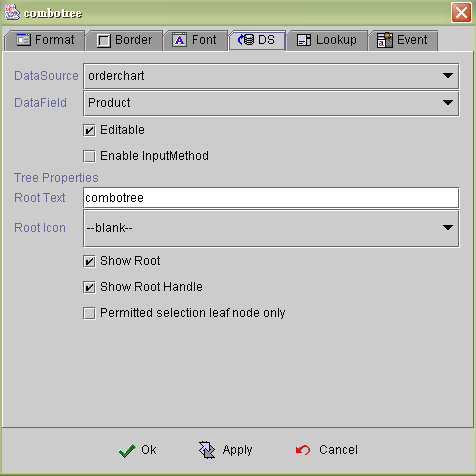 combotree
Format Border Font DS Lookup Event
DataSource orderchart
DataField Product
Editable
Enable InputMethod
Tree Properties
Root Text combotree
Root Icon --blank--
Show Root
Show Root Handle
Permitted selection leaf node only
Ok Apply Cancel